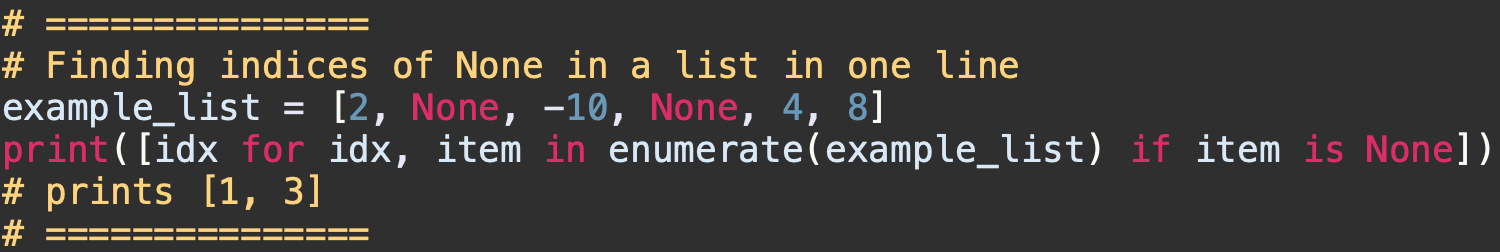 # ===============
# Finding indices of None in a list in one line
example_list = [2, None, -10, None, 4, 8]
print([idx for idx, item in enumerate(example_list) if item is None])
# prints [1, 3]
# ===============